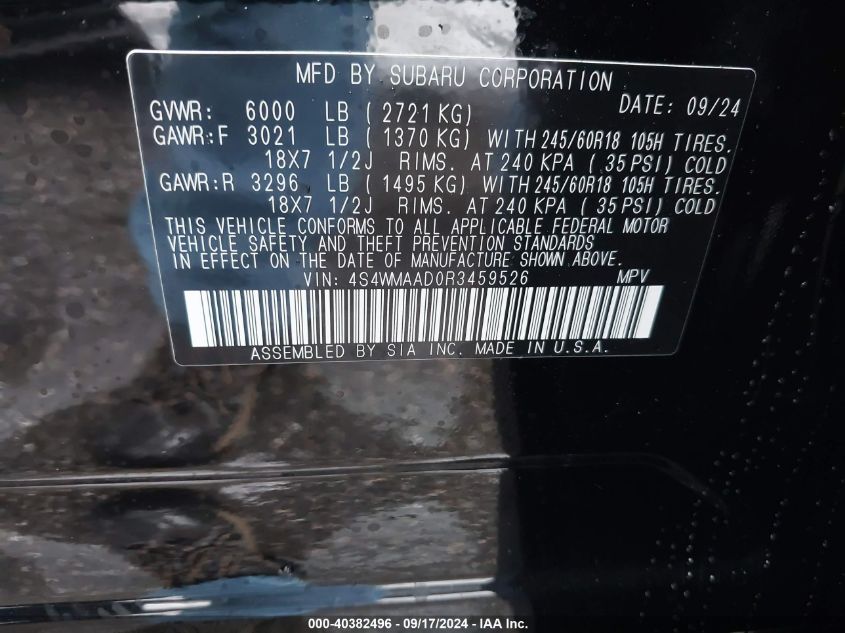 MFD BY SUBARU CORPORATION
GVWR: 6000 LB ( 2721 KG) DATE: 09/24
GAWR:F 3021 LB ( 1370 KG) WITH 245/60R18 105H TIRES.
18X7 1/2J RIMS. AT 240 KPA ( 35 PSI) COLD
GAWR:R 3296 LB ( 1495 KG) WITH 245/60R18 105H TIRES.
18X7 1/2J RIMS. AT 240 KPA ( 35 PSI) COLD
THIS VEHICLE CONFORMS TO ALL APPLICABLE FEDERAL MOTOR
VEHICLE SAFETY AND THEFT PREVENTION STANDARDS
IN EFFECT ON THE DATE OF MANUFACTURE SHOWN ABOVE.
VIN: 4S4WMAAD0R3459526 MPV
ASSEMBLED BY SIA INC. MADE IN U.S.A.
000-40382496 - 09/17/2024 - IAA Inc.